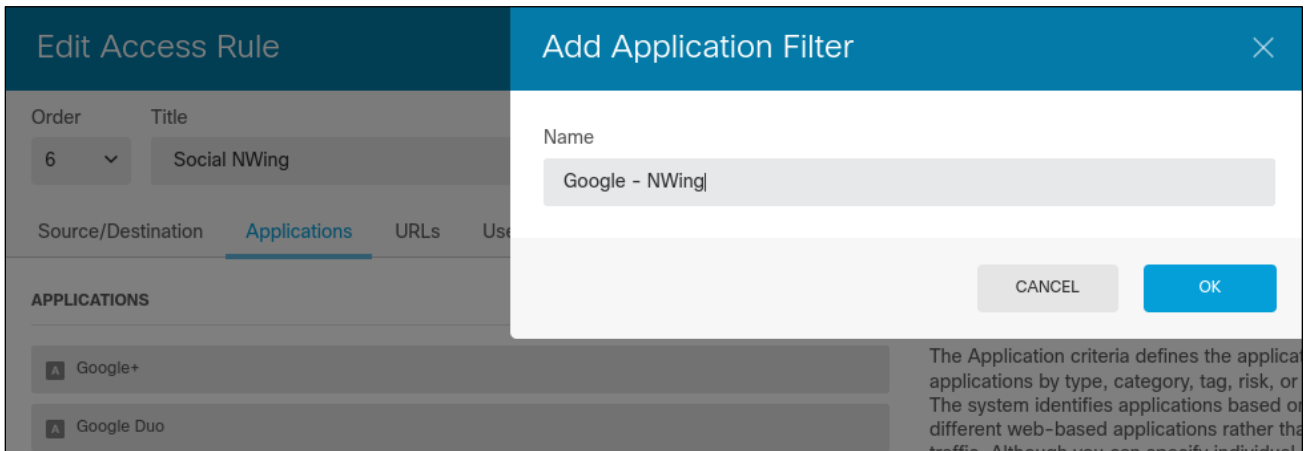 Edit Access Rule
Add Application Filter
Order Title
6 Social NWing
Name
Google - NWing
Source/Destination Applications URLs
CANCEL OK
APPLICATIONS
A Google+
A Google Duo
The Application criteria defines the
applications by type, category, tag, risk, or
The system identifies applications based
different web-based applications rather